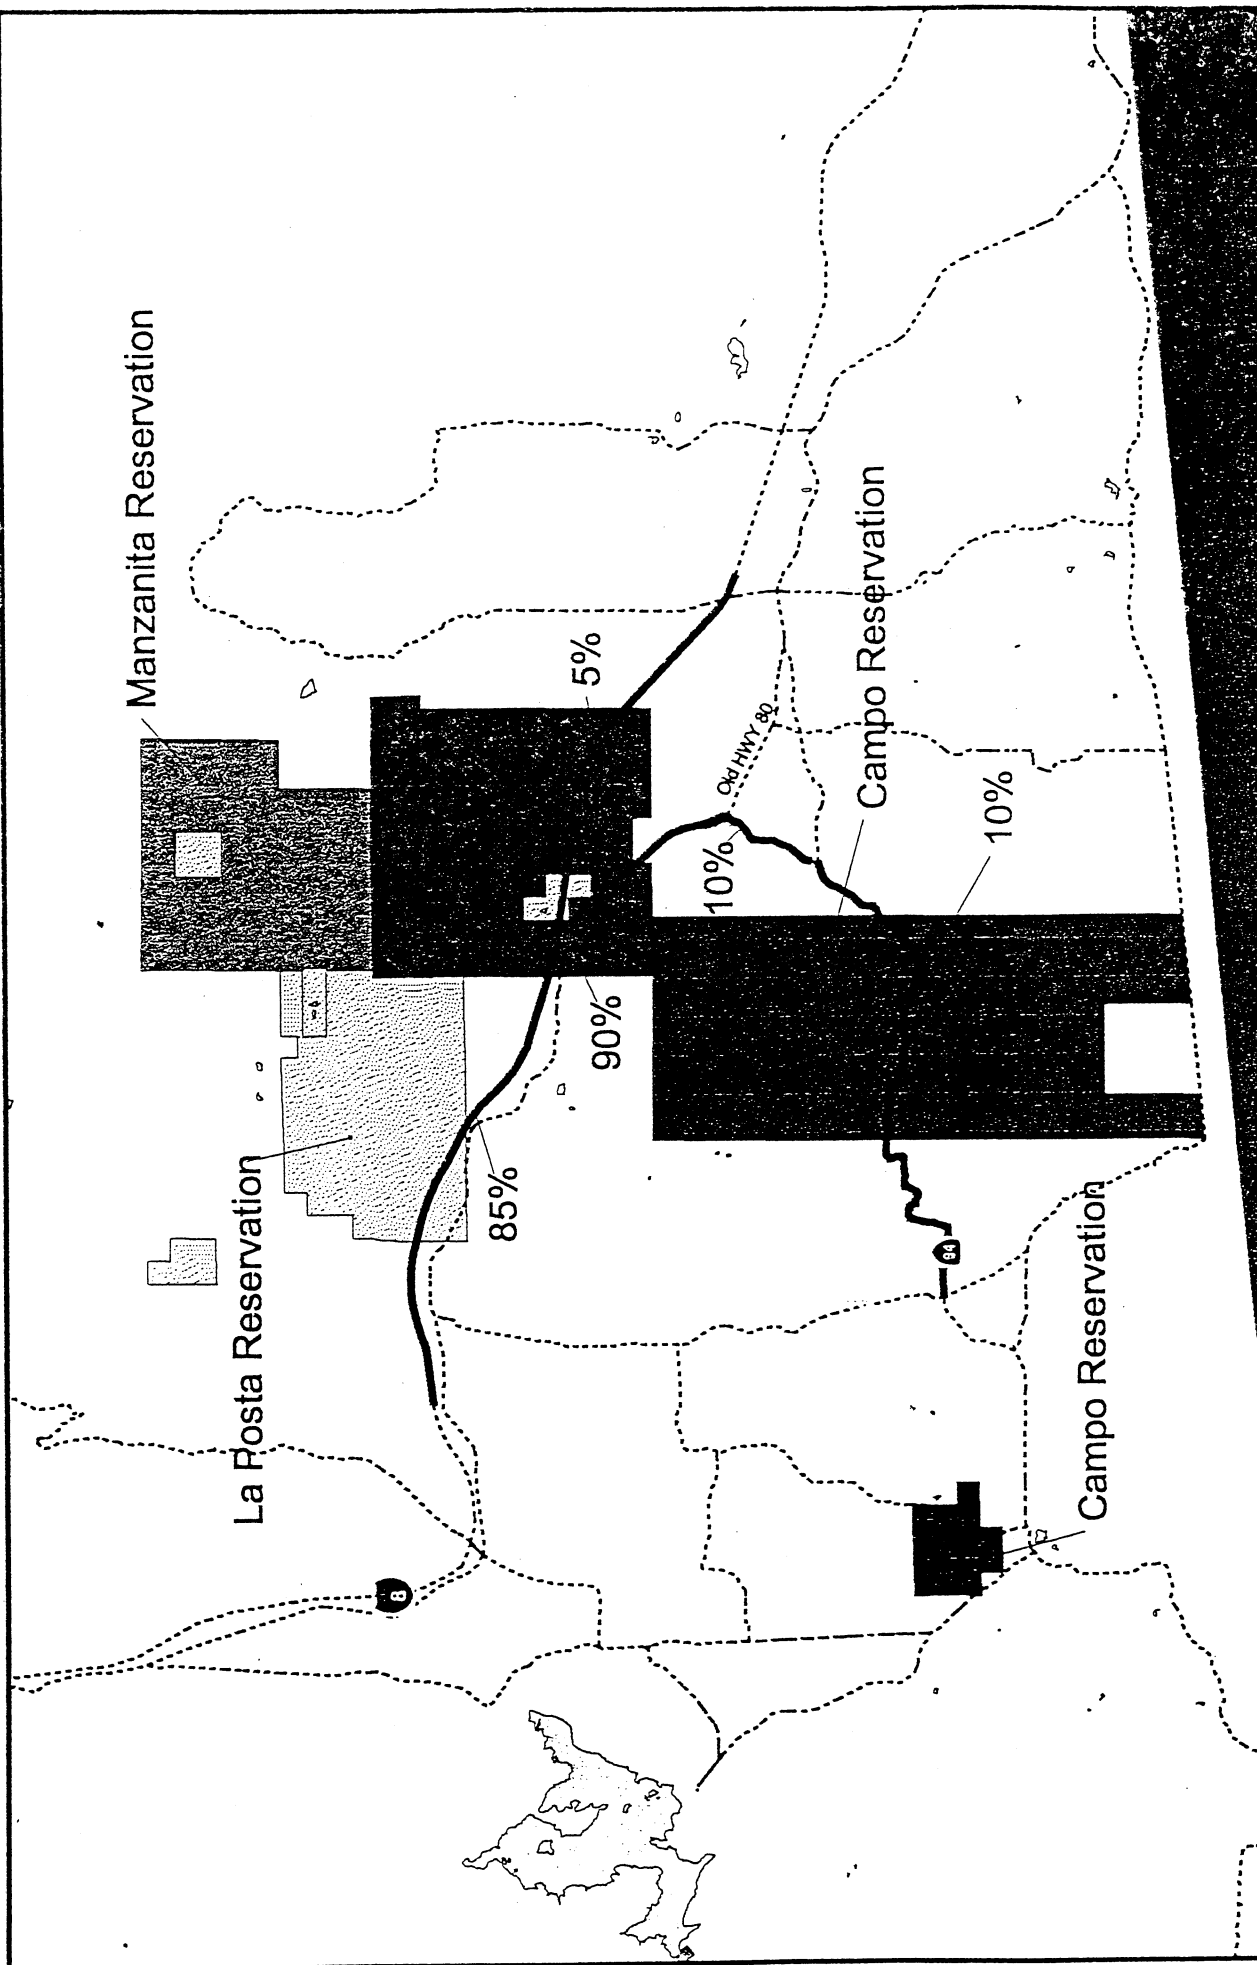 Manzanita Reservation
La Posta Reservation
8
85%
90%
5%
Old HWY 80
10%
Campo Reservation
10%
94
Campo Reservation